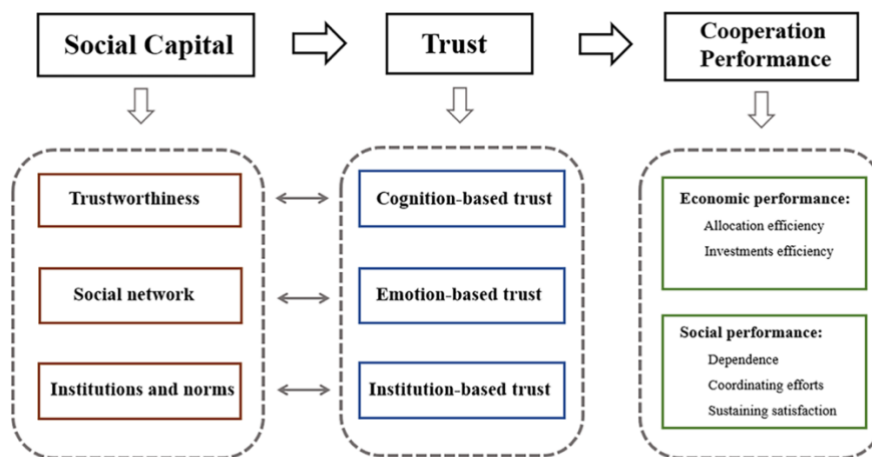 Social Capital
Trust
Cooperation
Performance
Trustworthiness
Cognition-based trust
Economic performance:
Allocation efficiency
Investments efficiency
Social network
Emotion-based trust
Social performance:
Dependence
Coordinating efforts
Sustaining satisfaction
Institutions and norms
Institution-based trust